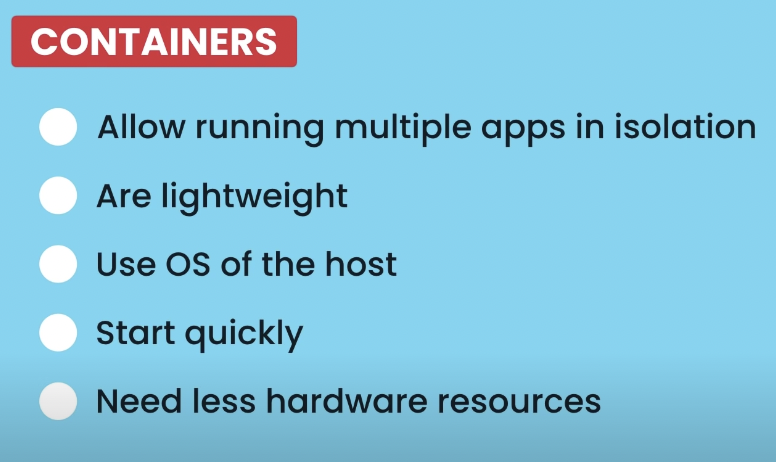 CONTAINERS
Allow running multiple apps in isolation
Are lightweight
Use OS of the host
Start quickly
Need less hardware resources